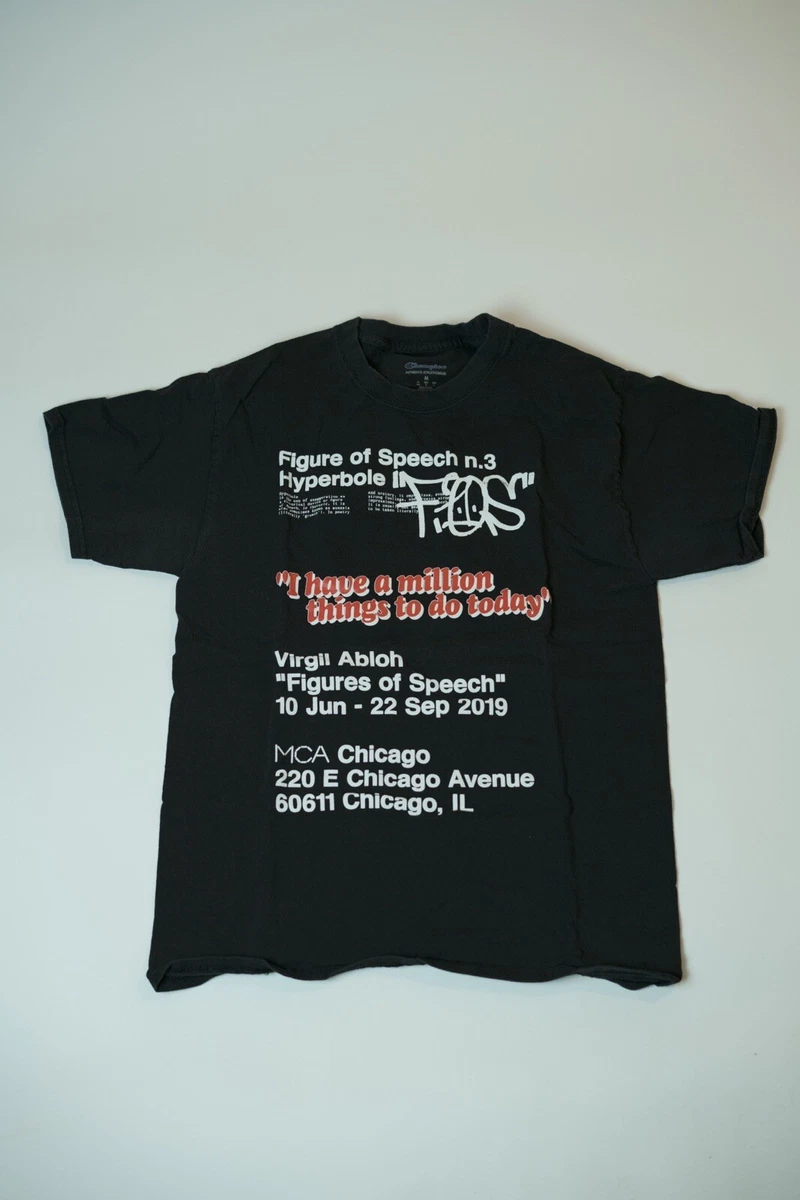 Champion
M
Figure of Speech n.3
Hyperbole
"F.O.S"
"I have a million
things to do today"
Virgil Abloh
"Figures of Speech"
10 Jun - 22 Sep 2019
MCA Chicago
220 E Chicago Avenue
60611 Chicago, IL